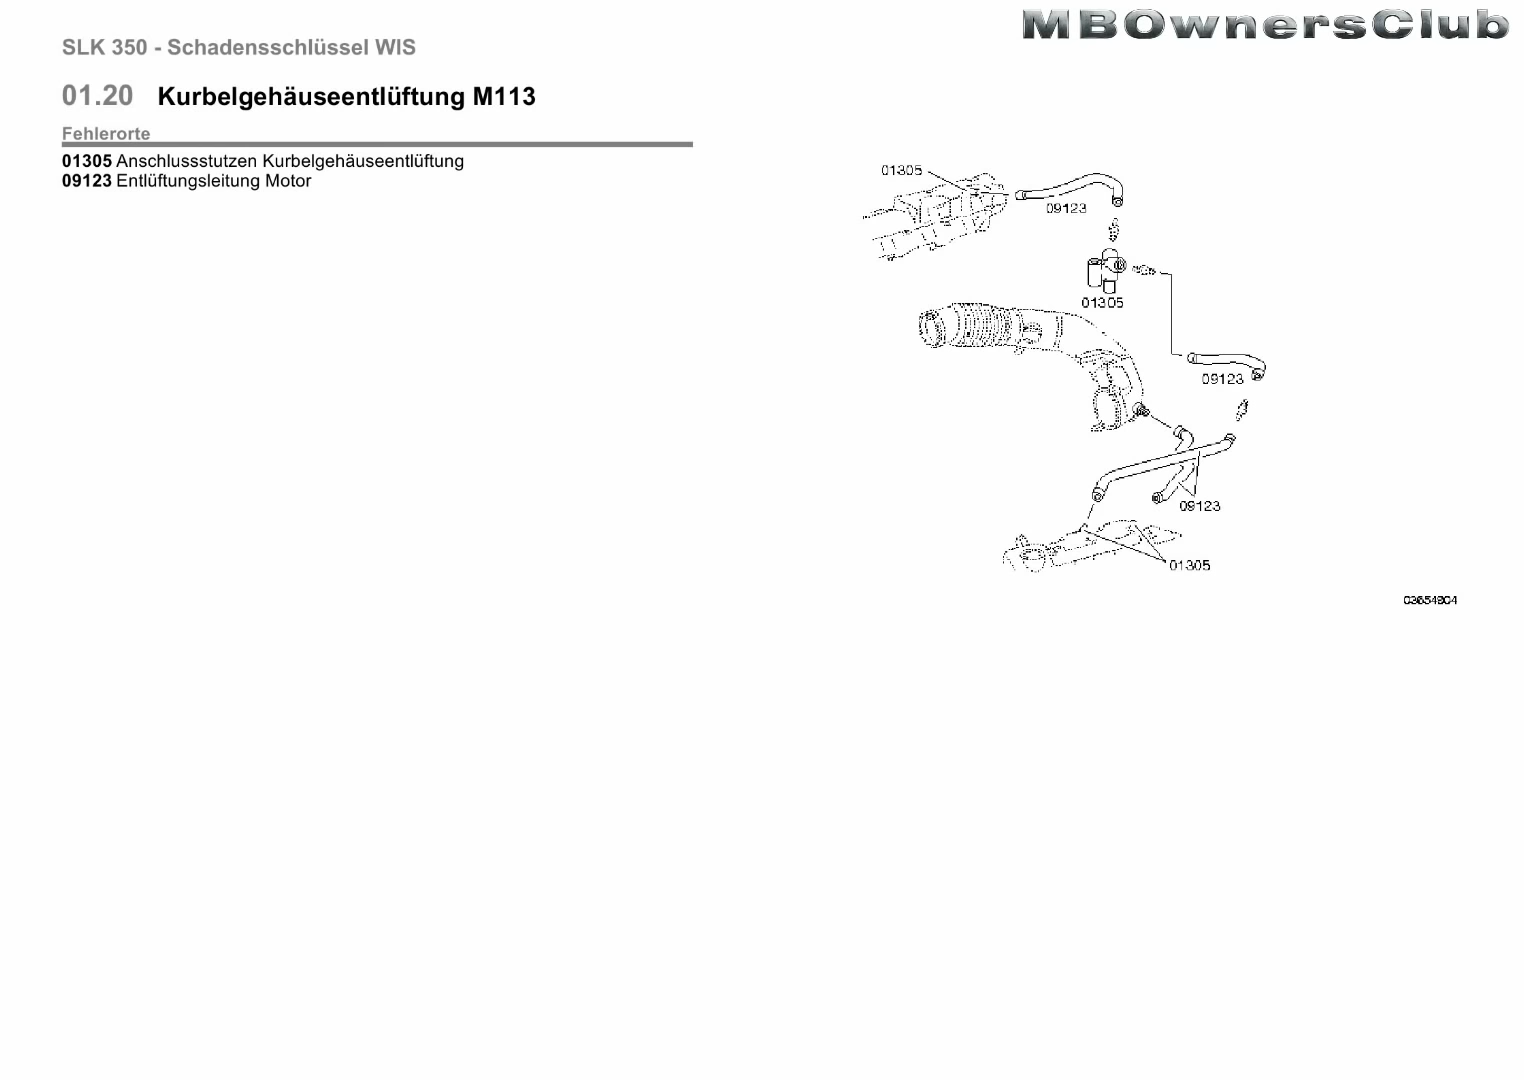 MBOwnersClub
SLK 350 - Schadensschlüssel WIS
01.20 Kurbelgehäuseentlüftung M113
Fehlerorte
01305 Anschlussstutzen Kurbelgehäuseentlüftung
09123 Entlüftungsleitung Motor
01305
09123
01305
09123
09123
01305
03654904